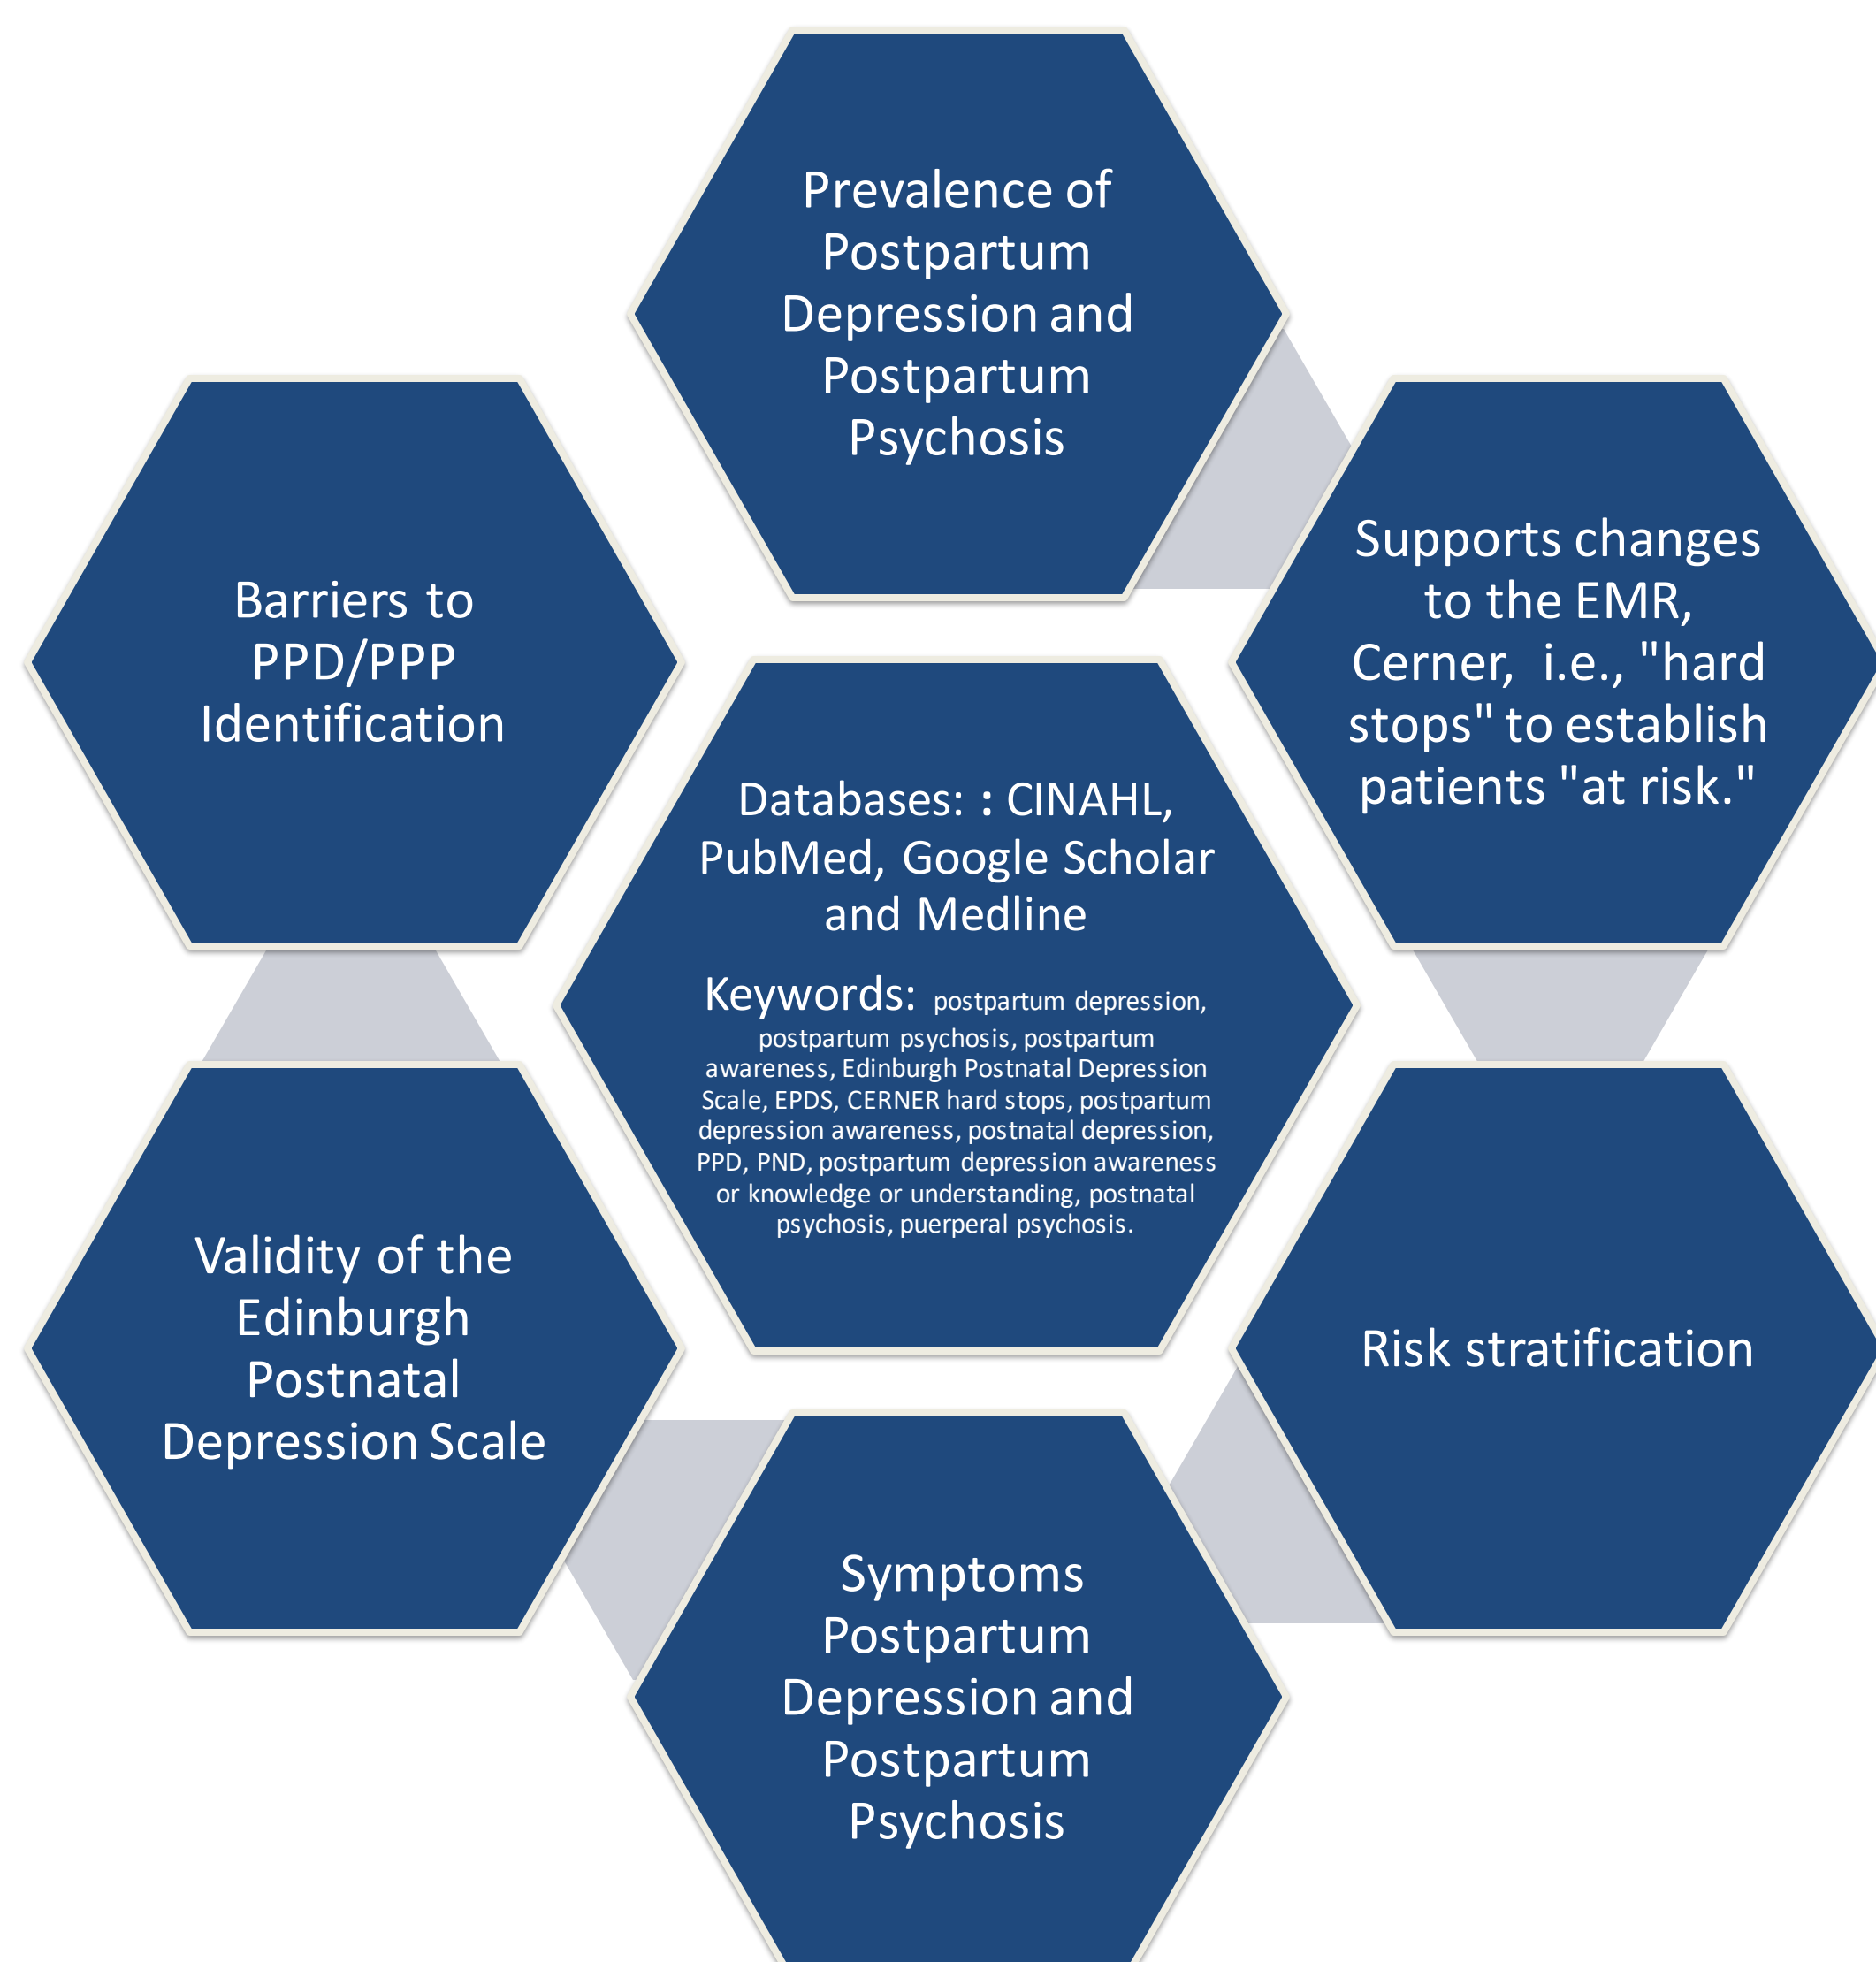 Prevalence of
Postpartum
Depression and
Postpartum
Psychosis
Supports changes
to the EMR,
Cerner, i.e., "hard
stops" to establish
patients "at risk."
Barriers to
PPD/PPP
Identification
Databases: : CINAHL,
PubMed, Google Scholar
and Medline
Keywords: postpartum depression,
postpartum psychosis, postpartum
awareness, Edinburgh Postnatal Depression
Scale, EPDS, CERNER hard stops, postpartum
depression awareness, postnatal depression,
PPD, PND, postpartum depression awareness
or knowledge or understanding, postnatal
psychosis, puerperal psychosis.
Validity of the
Edinburgh
Postnatal
Depression Scale
Risk stratification
Symptoms
Postpartum
Depression and
Postpartum
Psychosis